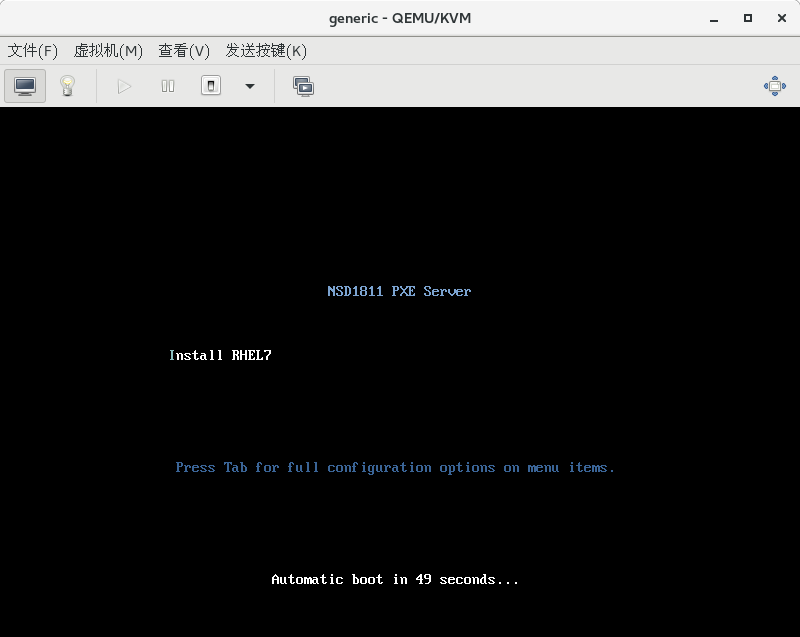 generic - QEMU/KVM
文件(F) 虚拟机(M) 查看(V) 发送按键(K)
NSD1811 PXE Server
Install RHEL7
Press Tab for full configuration options on menu items.
Automatic boot in 49 seconds...